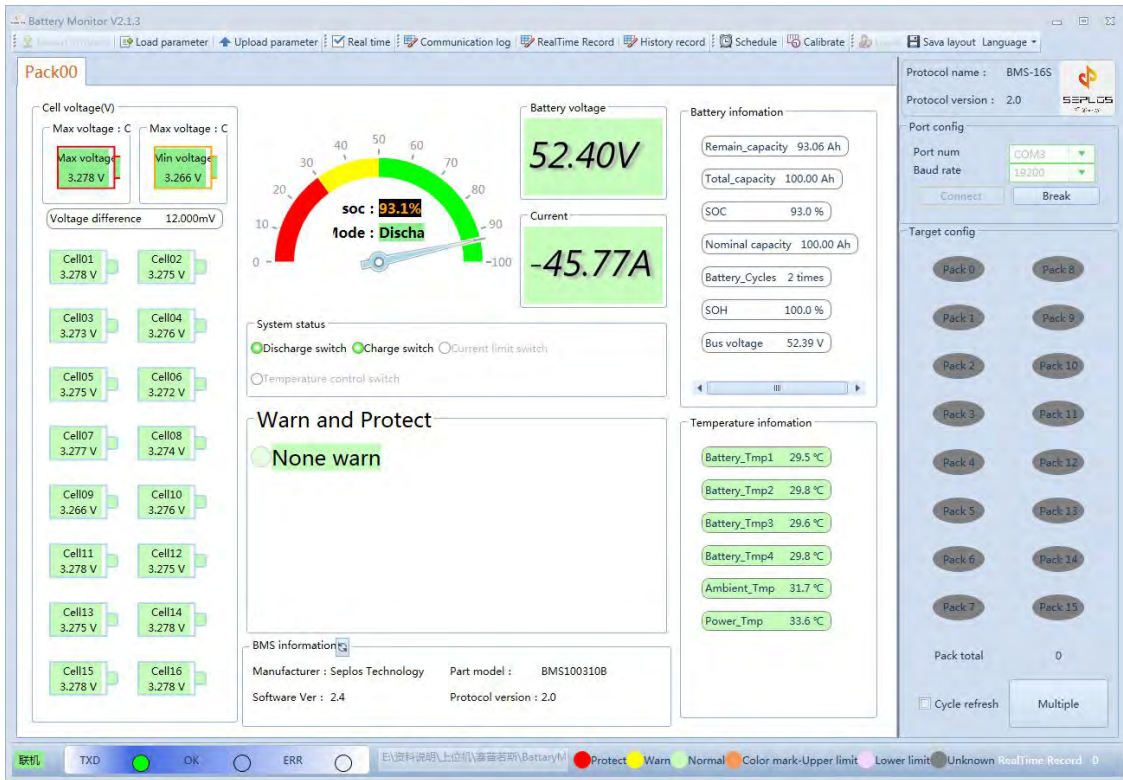 Battery Monitor V2.1.3
Load parameter
Upload parameter
Real time
Communication log
RealTime Record
History record
Schedule
Calibrate
Sava layout
Language
Pack00
Cell voltage(V)
Max voltage : C
Max voltage : C
Max voltage
3.278 V
Min voltage
3.266 V
Voltage difference 12.000mV
Cell01
3.278 V
Cell02
3.275 V
Cell03
3.273 V
Cell04
3.276 V
Cell05
3.275 V
Cell06
3.272 V
Cell07
3.277 V
Cell08
3.274 V
Cell09
3.266 V
Cell10
3.276 V
Cell11
3.278 V
Cell12
3.275 V
Cell13
3.275 V
Cell14
3.278 V
Cell15
3.278 V
Cell16
3.278 V
0
10
20
30
40
50
60
70
80
90
100
soc : 93.1%
Mode : Discha
Battery voltage
52.40V
Current
-45.77A
System status
Discharge switch
Charge switch
Current limit switch
Temperature control switch
Warn and Protect
None warn
BMS information
Manufacturer : Seplos Technology
Part model : BMS100310B
Software Ver : 2.4
Protocol version : 2.0
Battery infomation
Remain_capacity 93.06 Ah
Total_capacity 100.00 Ah
SOC 93.0 %
Nominal capacity 100.00 Ah
Battery_Cycles 2 times
SOH 100.0 %
Bus voltage 52.39 V
Temperature infomation
Battery_Tmp1 29.5 ℃
Battery_Tmp2 29.8 ℃
Battery_Tmp3 29.6 ℃
Battery_Tmp4 29.8 ℃
Ambient_Tmp 31.7 ℃
Power_Tmp 33.6 ℃
Protocol name : BMS-16S
Protocol version : 2.0
SEPLOS
Port config
Port num COM3
Baud rate 19200
Connect
Break
Target config
Pack 0
Pack 8
Pack 1
Pack 9
Pack 2
Pack 10
Pack 3
Pack 11
Pack 4
Pack 12
Pack 5
Pack 13
Pack 6
Pack 14
Pack 7
Pack 15
Pack total 0
Cycle refresh
Multiple
联机
TXD
OK
ERR
E:\资料说明\上位机\塞蓝若斯\BattaryM
Protect
Warn
Normal
Color mark-Upper limit
Lower limit
Unknown
RealTime Record 0